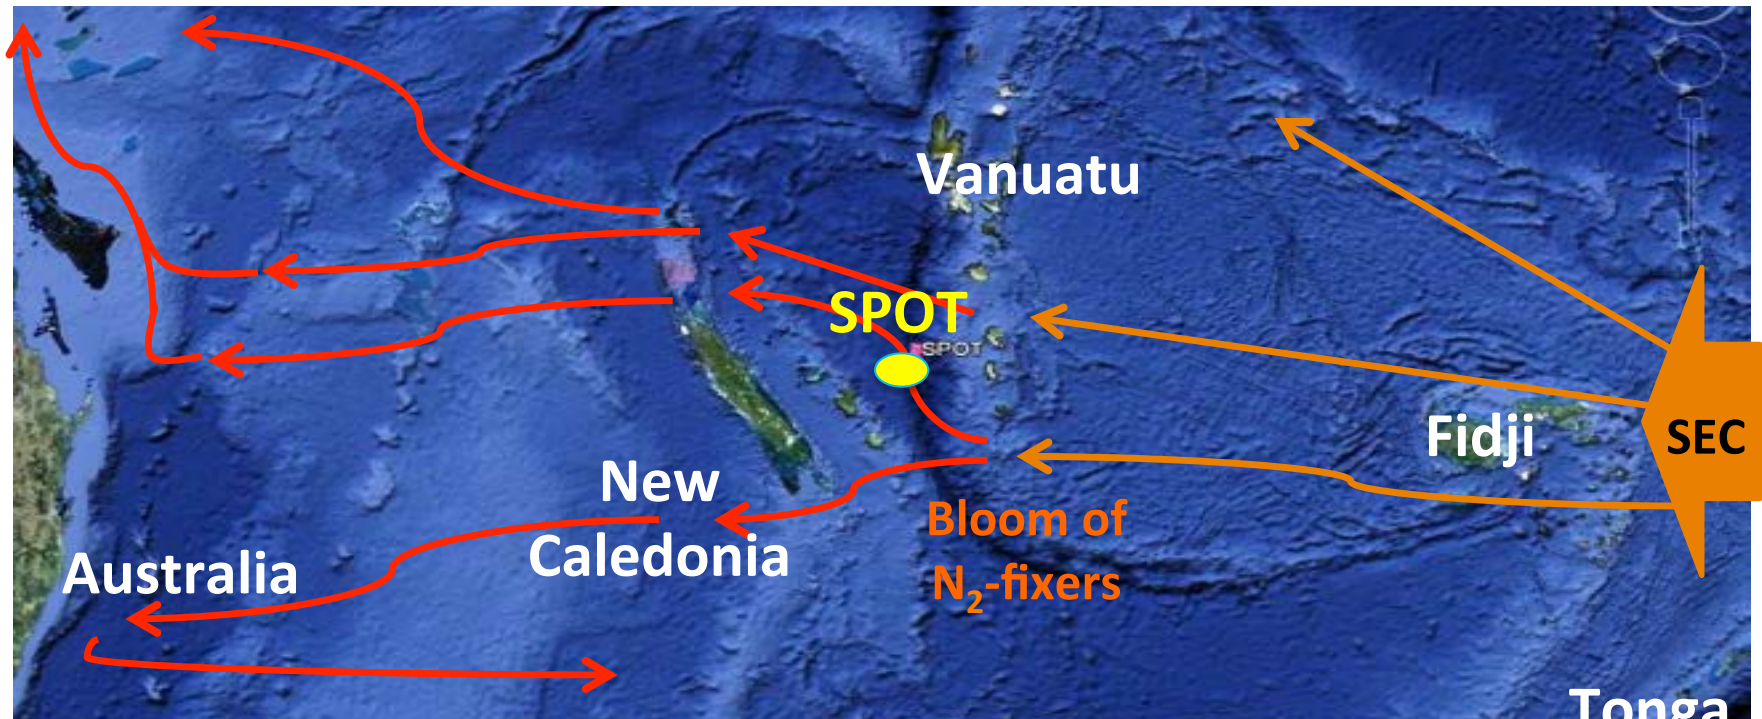 Vanuatu
SPOT
SPOT
Fidji
SEC
New
Caledonia
Bloom of
N₂-fixers
Australia
Tonga